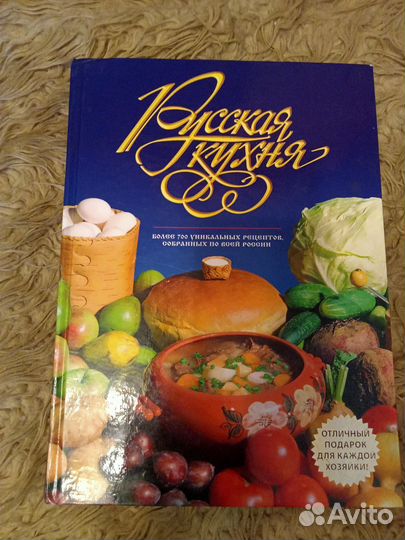 Русская
кухня
БОЛЕЕ 700 УНИКАЛЬНЫХ РЕЦЕПТОВ,
СОБРАННЫХ ПО ВСЕЙ РОССИИ
ОТЛИЧНЫЙ
ПОДАРОК
ДЛЯ КАЖДОЙ
ХОЗЯЙКИ!
Avito